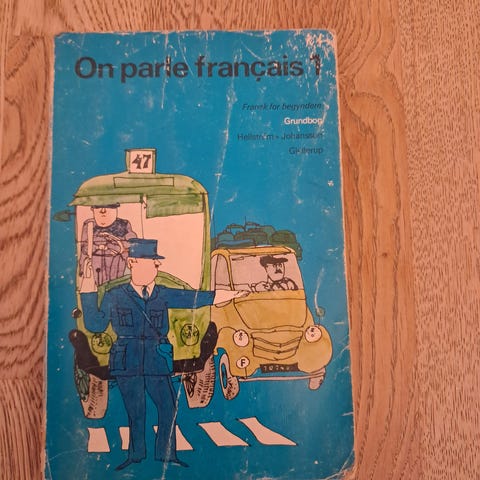 On parle français 1
Fransk for begyndere
Grundbog
Hellström · Johansson
Gjellerup
47
F